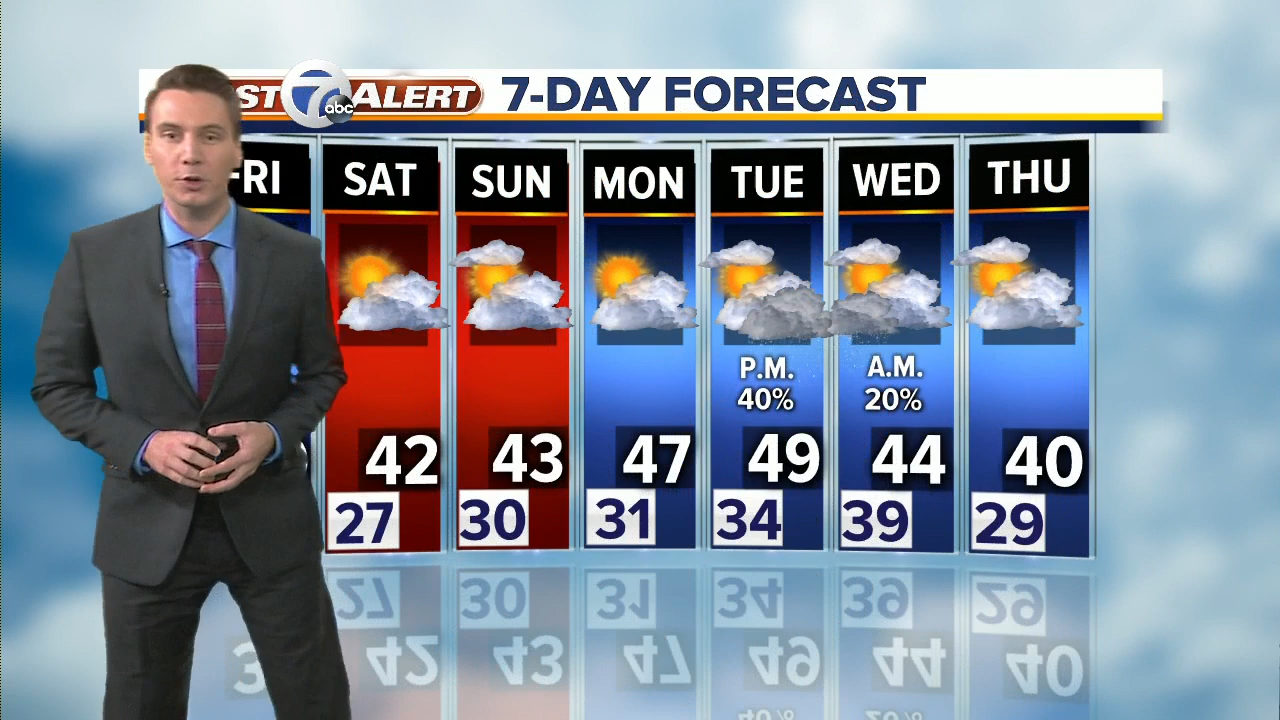 ST 7 abc ALERT 7-DAY FORECAST
FRI SAT SUN MON TUE WED THU
P.M. A.M.
40% 20%
42 43 47 49 44 40
27 30 31 34 39 29